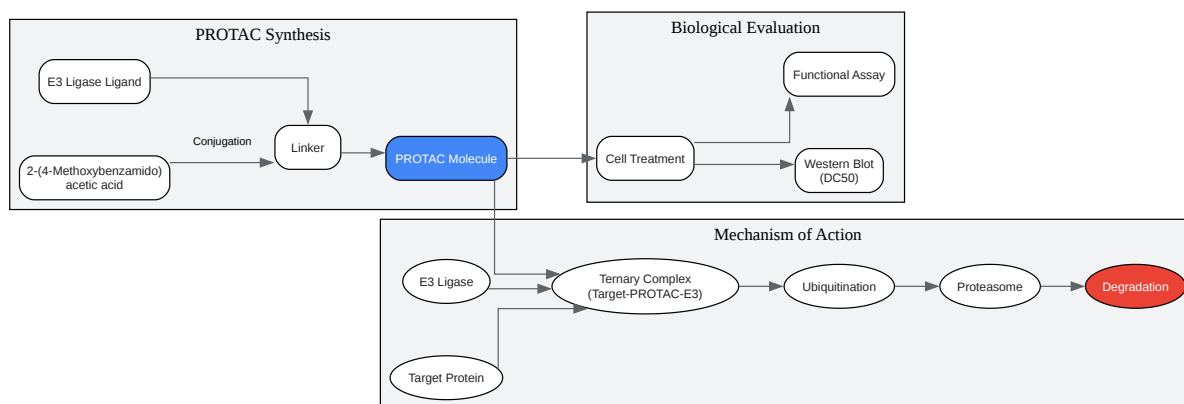 PROTAC Synthesis
E3 Ligase Ligand
Conjugation
2-(4-Methoxybenzamido)
acetic acid
Linker
PROTAC Molecule
Biological Evaluation
Functional Assay
Cell Treatment
Western Blot
(DC50)
Mechanism of Action
E3 Ligase
Target Protein
Ternary Complex
(Target-PROTAC-E3)
Ubiquitination
Proteasome
Degradation